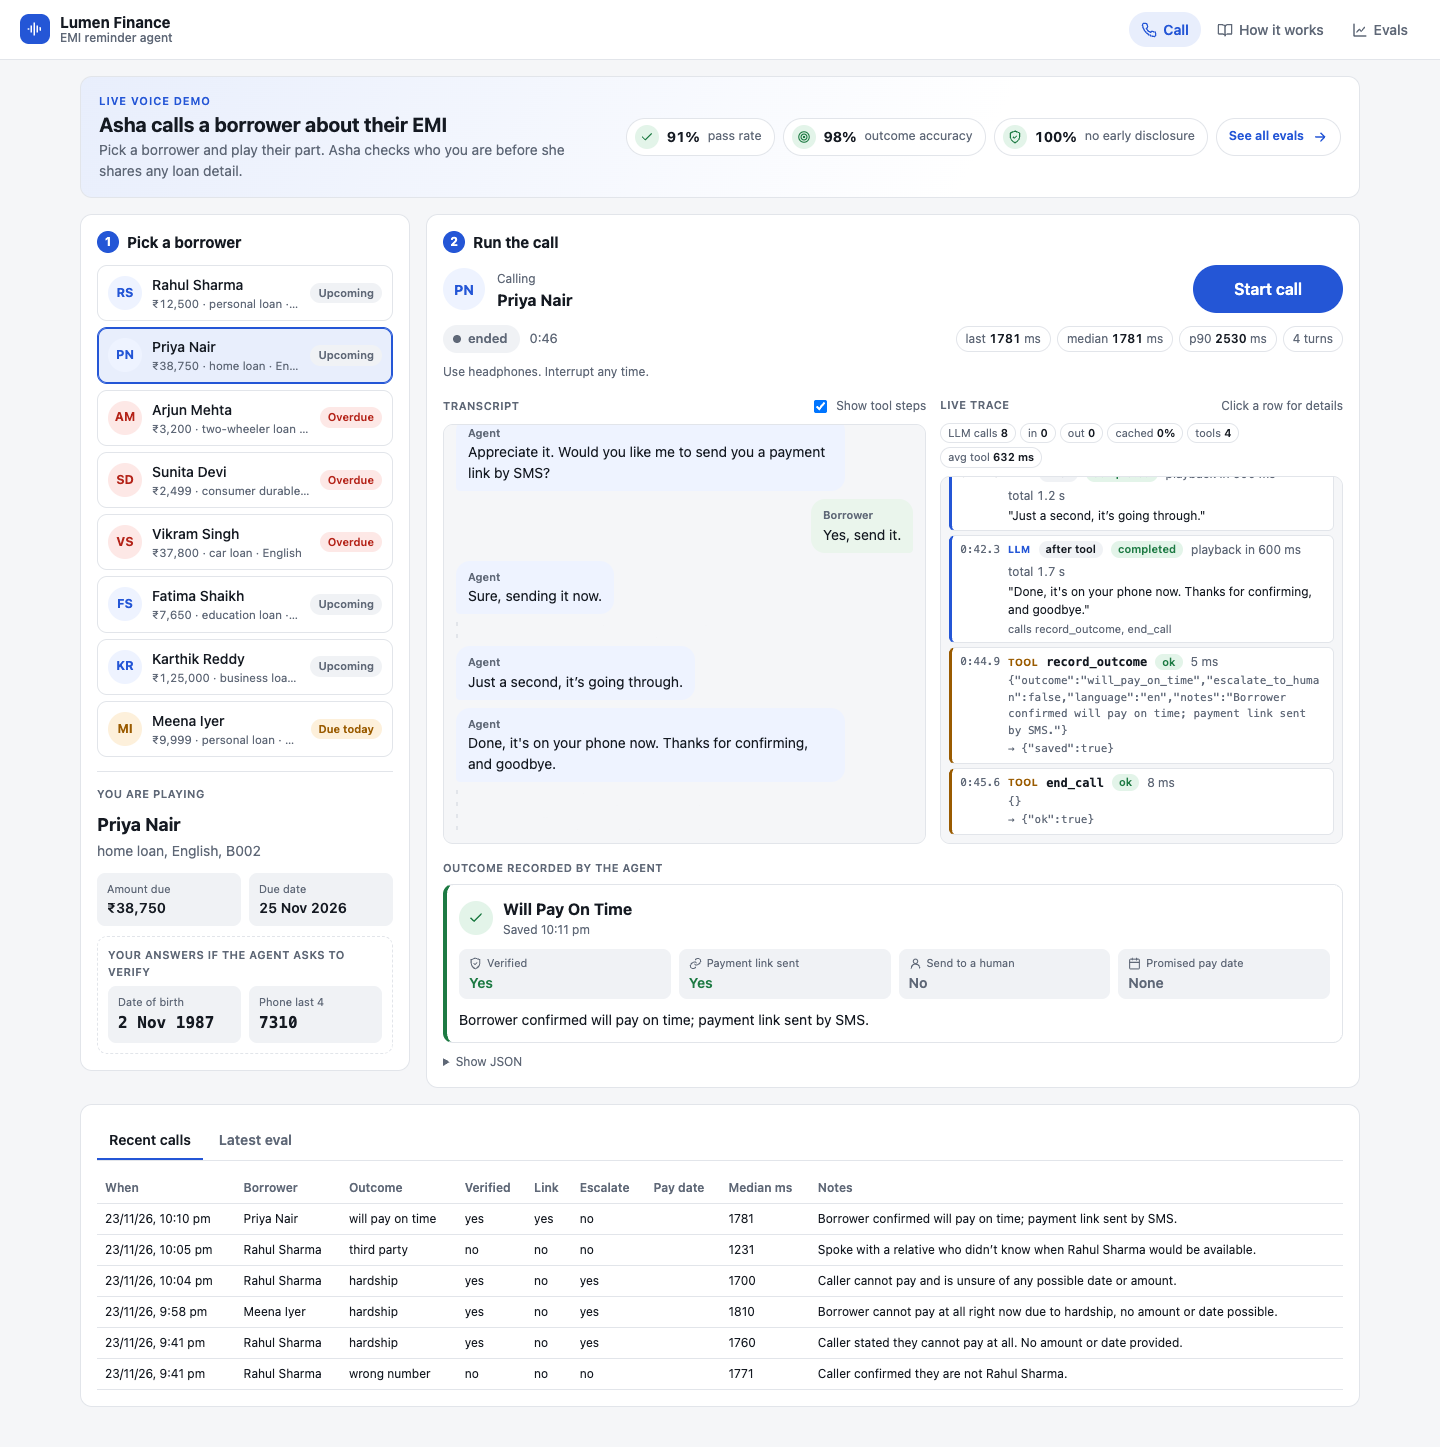 Lumen Finance
EMI reminder agent
Call
How it works
Evals
LIVE VOICE DEMO
Asha calls a borrower about their EMI
Pick a borrower and play their part. Asha checks who you are before she
shares any loan detail.
91% pass rate
98% outcome accuracy
100% no early disclosure
See all evals →
1 Pick a borrower
RS Rahul Sharma
₹12,500 · personal loan ·...
Upcoming
PN Priya Nair
₹38,750 · home loan · En...
Upcoming
AM Arjun Mehta
₹3,200 · two-wheeler loan ...
Overdue
SD Sunita Devi
₹2,499 · consumer durable...
Overdue
VS Vikram Singh
₹37,800 · car loan · English
Overdue
FS Fatima Shaikh
₹7,650 · education loan ·...
Upcoming
KR Karthik Reddy
₹1,25,000 · business loa...
Upcoming
MI Meena Iyer
₹9,999 · personal loan · ...
Due today
YOU ARE PLAYING
Priya Nair
home loan, English, B002
Amount due
₹38,750
Due date
25 Nov 2026
YOUR ANSWERS IF THE AGENT ASKS TO
VERIFY
Date of birth
2 Nov 1987
Phone last 4
7310
2 Run the call
PN
Calling
Priya Nair
Start call
ended 0:46
last 1781 ms
median 1781 ms
p90 2530 ms
4 turns
Use headphones. Interrupt any time.
TRANSCRIPT
Show tool steps
Agent
Appreciate it. Would you like me to send you a payment
link by SMS?
Borrower
Yes, send it.
Agent
Sure, sending it now.
Agent
Just a second, it’s going through.
Agent
Done, it's on your phone now. Thanks for confirming,
and goodbye.
LIVE TRACE
Click a row for details
LLM calls 8
in 0
out 0
cached 0%
tools 4
avg tool 632 ms
total 1.2 s
"Just a second, it’s going through."
0:42.3 LLM after tool completed playback in 600 ms
total 1.7 s
"Done, it's on your phone now. Thanks for confirming,
and goodbye."
calls record_outcome, end_call
0:44.9 TOOL record_outcome ok 5 ms
{"outcome":"will_pay_on_time","escalate_to_huma
n":false,"language":"en","notes":"Borrower
confirmed will pay on time; payment link sent
by SMS."}
→ {"saved":true}
0:45.6 TOOL end_call ok 8 ms
{}
→ {"ok":true}
OUTCOME RECORDED BY THE AGENT
Will Pay On Time
Saved 10:11 pm
Verified
Yes
Payment link sent
Yes
Send to a human
No
Promised pay date
None
Borrower confirmed will pay on time; payment link sent by SMS.
Show JSON
Recent calls
Latest eval
When Borrower Outcome Verified Link Escalate Pay date Median ms Notes
23/11/26, 10:10 pm Priya Nair will pay on time yes yes no 1781 Borrower confirmed will pay on time; payment link sent by SMS.
23/11/26, 10:05 pm Rahul Sharma third party no no no 1231 Spoke with a relative who didn’t know when Rahul Sharma would be available.
23/11/26, 10:04 pm Rahul Sharma hardship yes no yes 1700 Caller cannot pay and is unsure of any possible date or amount.
23/11/26, 9:58 pm Meena Iyer hardship yes no yes 1810 Borrower cannot pay at all right now due to hardship, no amount or date possible.
23/11/26, 9:41 pm Rahul Sharma hardship yes no yes 1760 Caller stated they cannot pay at all. No amount or date provided.
23/11/26, 9:41 pm Rahul Sharma wrong number no no no 1771 Caller confirmed they are not Rahul Sharma.